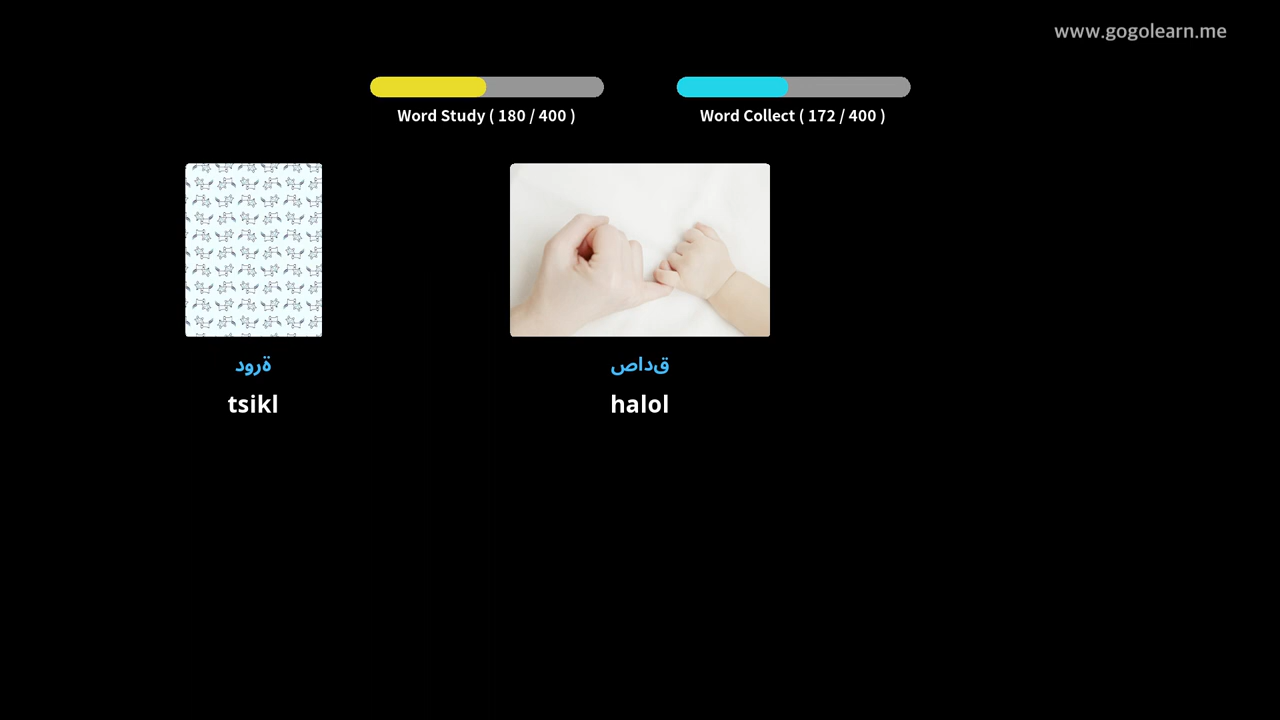 www.gogolearn.me
Word Study ( 180 / 400 )
Word Collect ( 172 / 400 )
ةرود
tsikl
قداص
halol